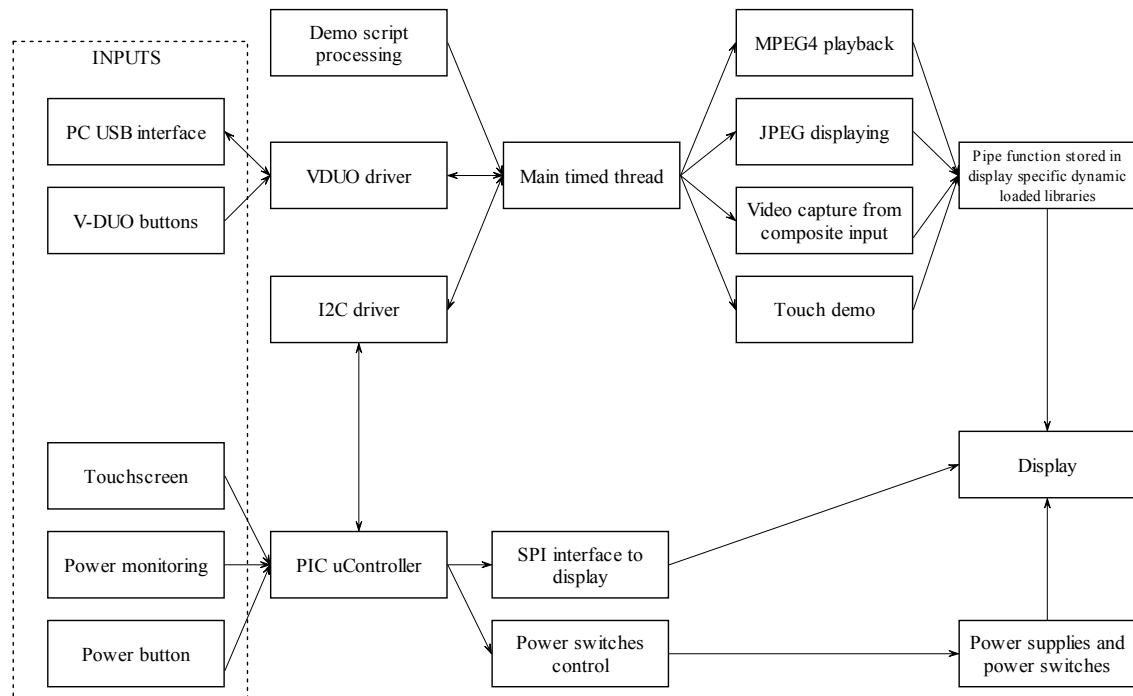 INPUTS
PC USB interface
V-DUO buttons
Touchscreen
Power monitoring
Power button
Demo script
processing
VDUO driver
I2C driver
PIC uController
Main timed thread
SPI interface to
display
Power switches
control
MPEG4 playback
JPEG displaying
Video capture from
composite input
Touch demo
Pipe function stored in
display specific dynamic
loaded libraries
Display
Power supplies and
power switches